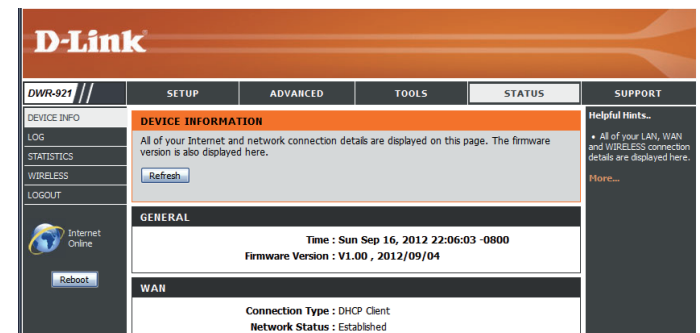 D-Link
DWR-921 SETUP ADVANCED TOOLS STATUS SUPPORT
DEVICE INFO
LOG
STATISTICS
WIRELESS
LOGOUT
Internet
Online
Reboot
DEVICE INFORMATION
All of your Internet and network connection details are displayed on this page. The firmware
version is also displayed here.
Refresh
GENERAL
Time : Sun Sep 16, 2012 22:06:03 -0800
Firmware Version : V1.00 , 2012/09/04
WAN
Connection Type : DHCP Client
Network Status : Established
Helpful Hints..
• All of your LAN, WAN
and WIRELESS connection
details are displayed here.
More...